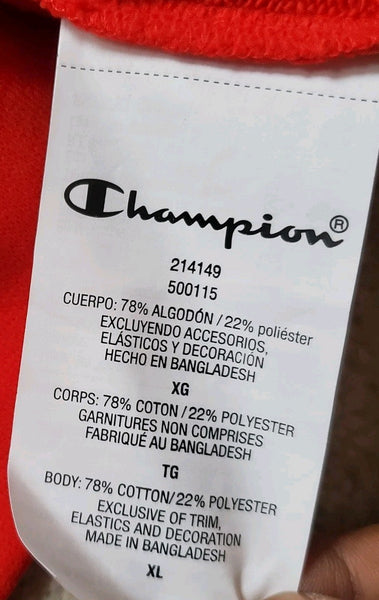 Champion®
214149
500115
CUERPO: 78% ALGODÓN / 22% poliéster
EXCLUYENDO ACCESORIOS,
ELÁSTICOS Y DECORACIÓN
HECHO EN BANGLADESH
XG
CORPS: 78% COTON / 22% POLYESTER
GARNITURES NON COMPRISES
FABRIQUÉ AU BANGLADESH
TG
BODY: 78% COTTON/22% POLYESTER
EXCLUSIVE OF TRIM,
ELASTICS AND DECORATION
MADE IN BANGLADESH
XL